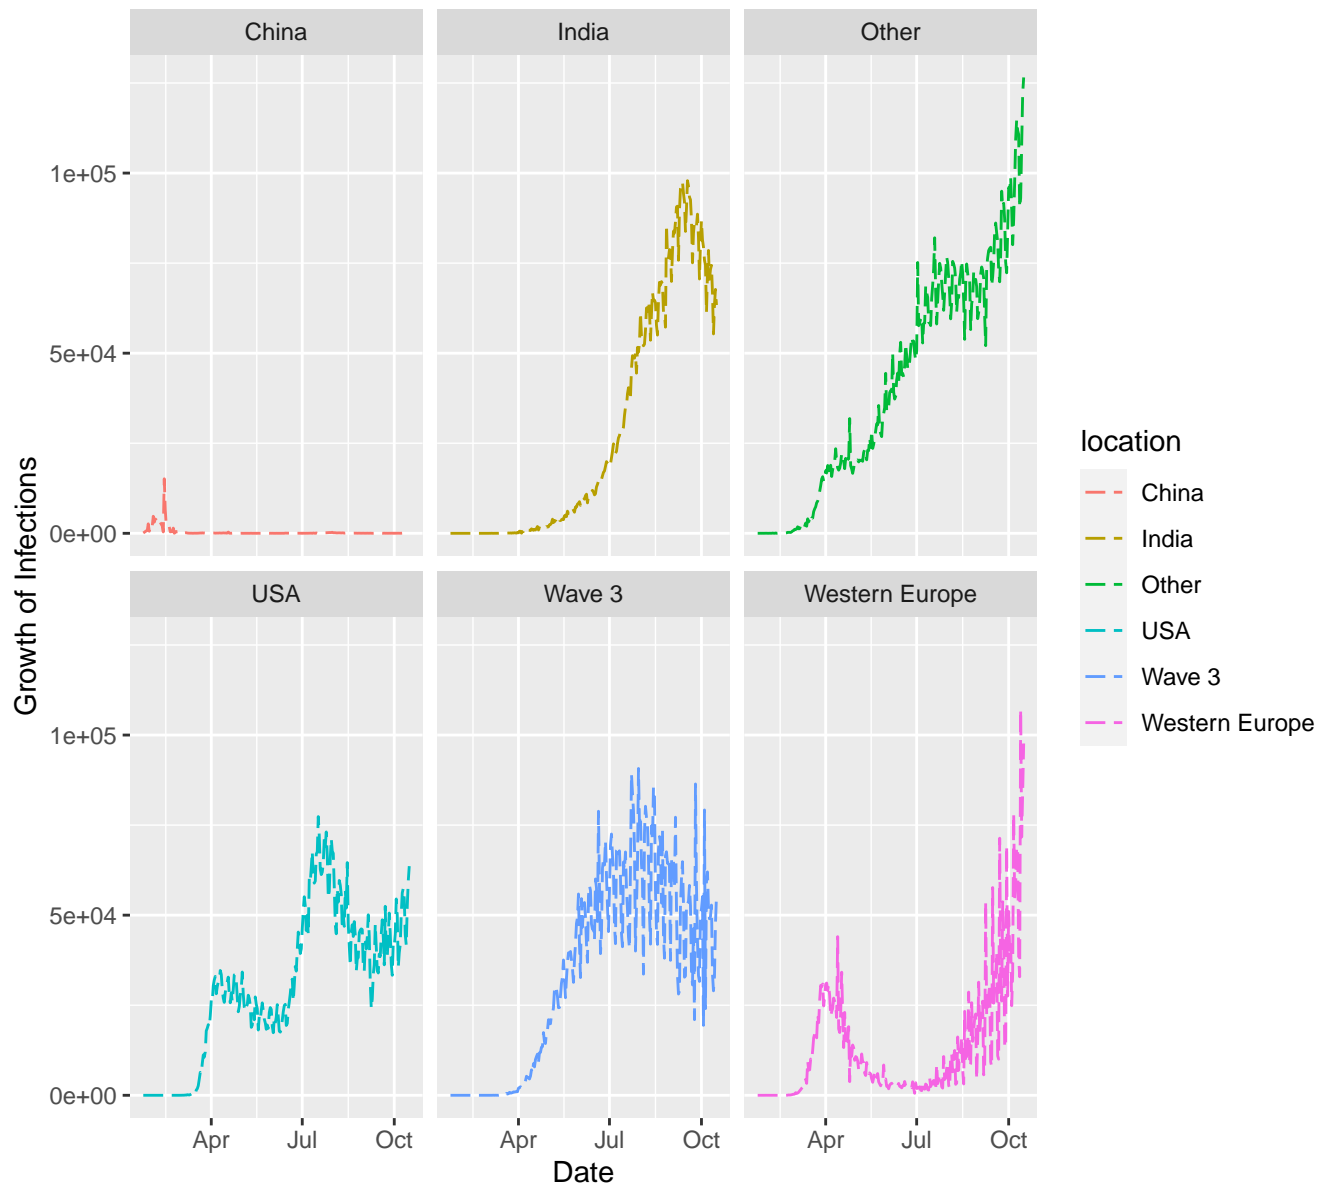 China
India
Other
1e+05
5e+04
0e+00
USA
Wave 3
Western Europe
1e+05
5e+04
0e+00
Apr
Jul
Oct
Apr
Jul
Oct
Apr
Jul
Oct
Date
Growth of Infections
location
China
India
Other
USA
Wave 3
Western Europe